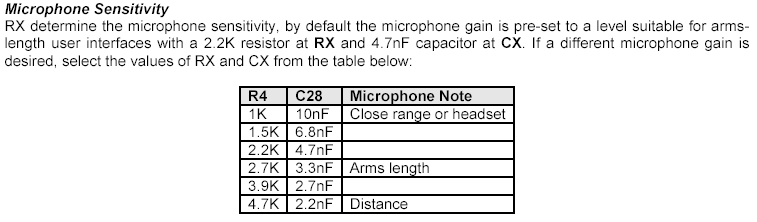 Microphone Sensitivity
RX determine the microphone sensitivity, by default the microphone gain is pre-set to a level suitable for arms-
length user interfaces with a 2.2K resistor at RX and 4.7nF capacitor at CX. If a different microphone gain is
desired, select the values of RX and CX from the table below:
R4 C28 Microphone Note
1K 10nF Close range or headset
1.5K 6.8nF
2.2K 4.7nF
2.7K 3.3nF Arms length
3.9K 2.7nF
4.7K 2.2nF Distance